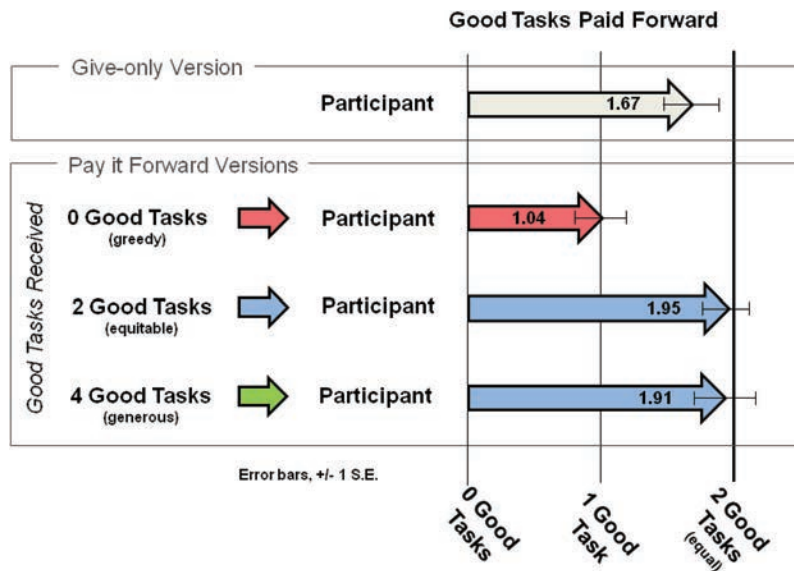 Good Tasks Paid Forward
Give-only Version
Participant
1.67
Pay it Forward Versions
Good Tasks Received
0 Good Tasks
(greedy)
Participant
1.04
2 Good Tasks
(equitable)
Participant
1.95
4 Good Tasks
(generous)
Participant
1.91
Error bars, +/- 1 S.E.
0 Good
Tasks
1 Good
Task
2 Good
Tasks
(equal)